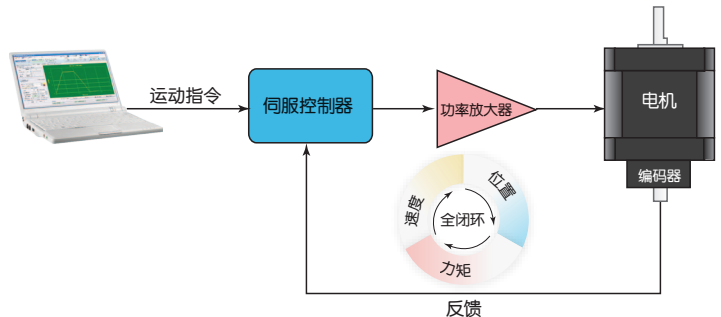 运动指令
伺服控制器
功率放大器
电机
编码器
速度
位置
全闭环
力矩
反馈